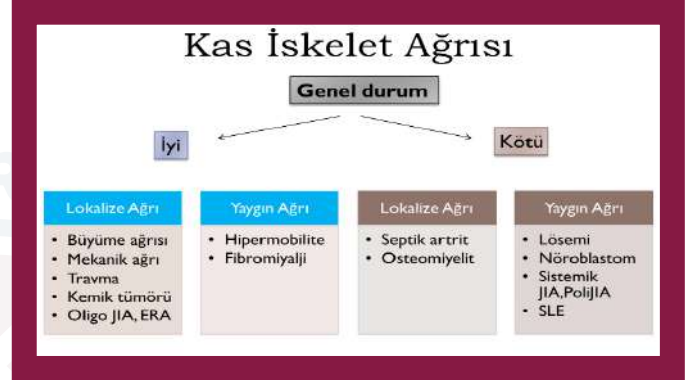 Kas İskelet Ağrısı
Genel durum
İyi
Kötü
Lokalize Ağrı
• Büyüme ağrısı
• Mekanik ağrı
• Travma
• Kemik tümörü
• Oligo JIA, ERA
Yaygın Ağrı
• Hipermobilite
• Fibromiyalji
Lokalize Ağrı
• Septik artrit
• Osteomiyelit
Yaygın Ağrı
• Lösemi
• Nöroblastom
• Sistemik
JIA,PoliJIA
• SLE